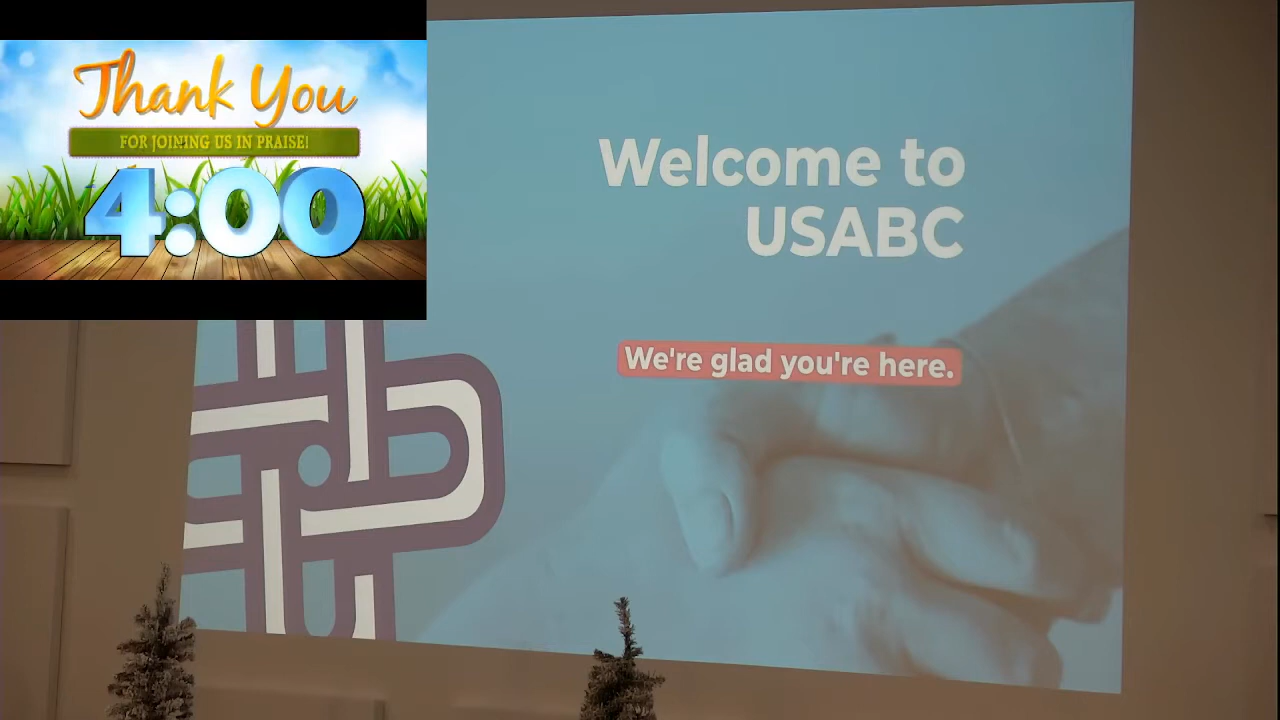 Thank You
FOR JOINING US IN PRAISE!
4:00
Welcome to
USABC
We're glad you're here.